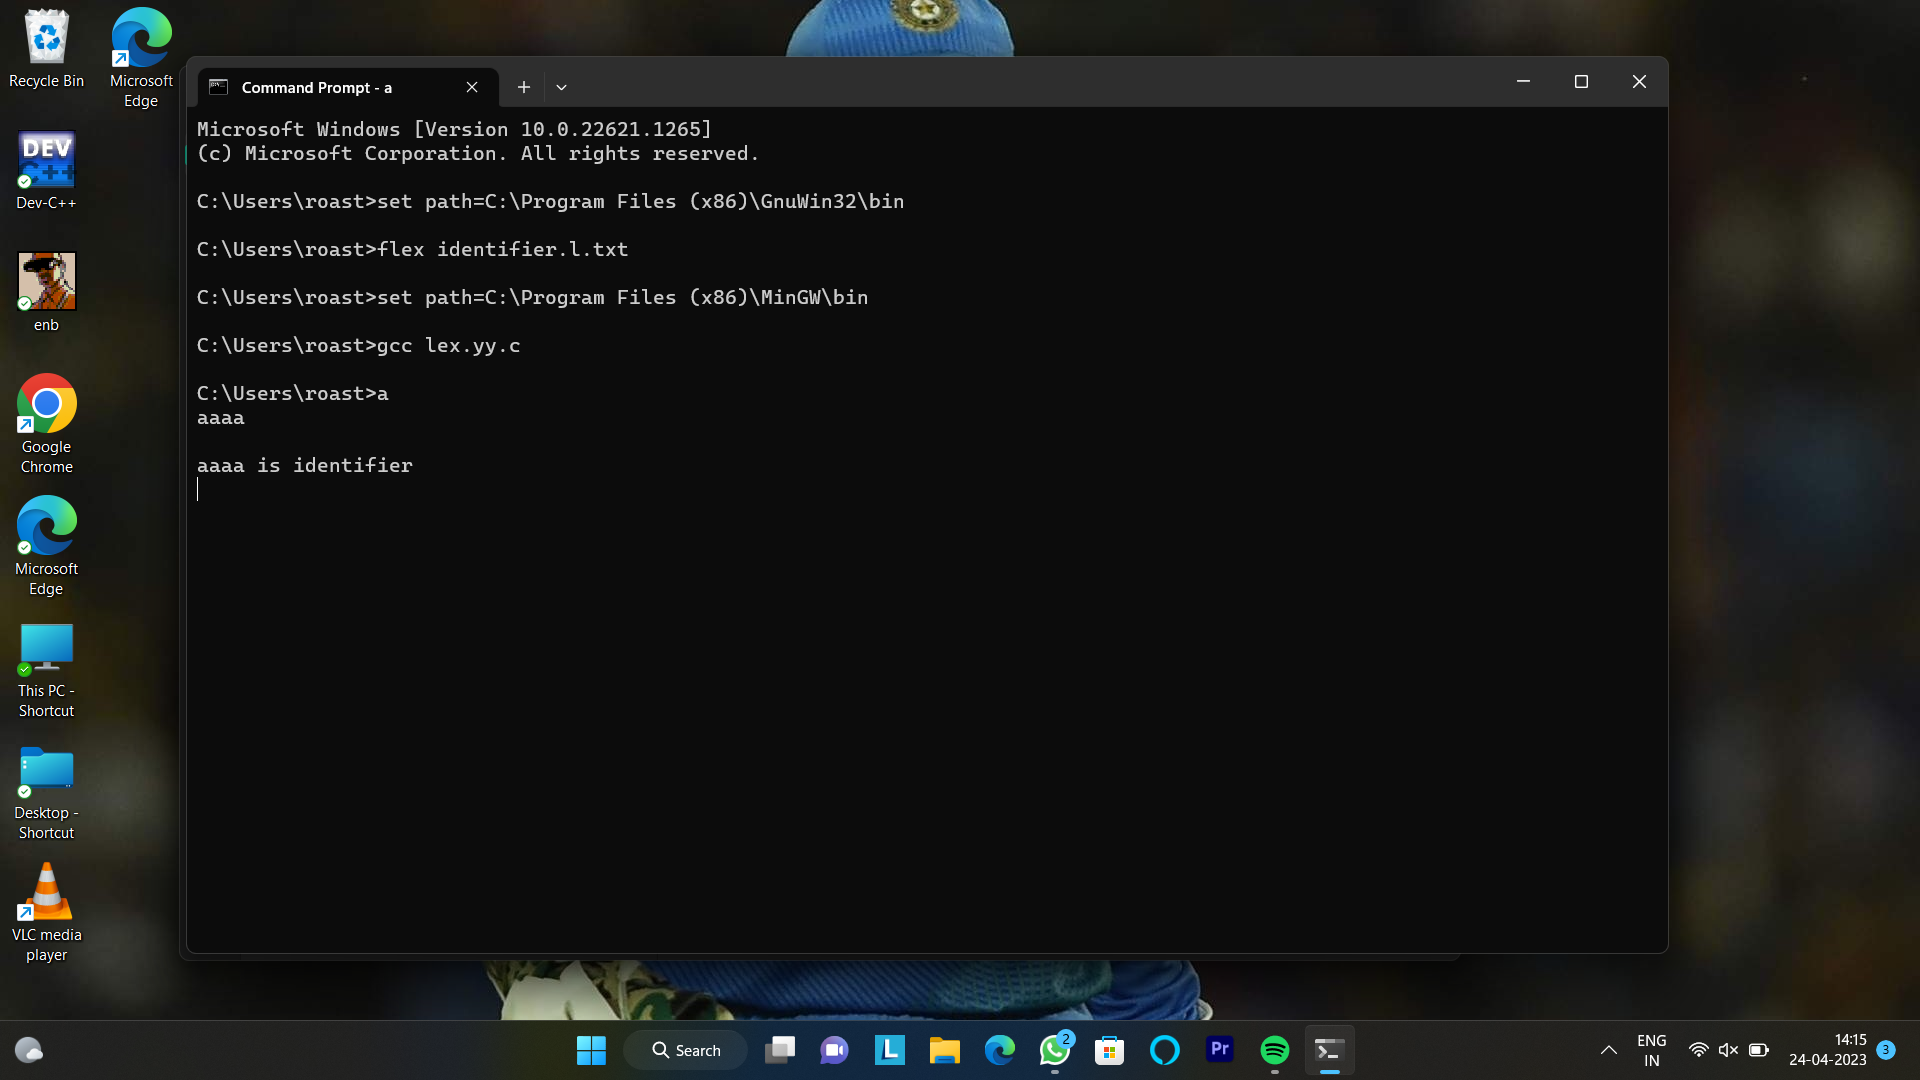 Recycle Bin
Microsoft
Edge
DEV
C++
Dev-C++
enb
Google
Chrome
Microsoft
Edge
This PC -
Shortcut
Desktop -
Shortcut
VLC media
player
Command Prompt - a
Microsoft Windows [Version 10.0.22621.1265]
(c) Microsoft Corporation. All rights reserved.
C:\Users\roast>set path=C:\Program Files (x86)\GnuWin32\bin
C:\Users\roast>flex identifier.l.txt
C:\Users\roast>set path=C:\Program Files (x86)\MinGW\bin
C:\Users\roast>gcc lex.yy.c
C:\Users\roast>a
aaaa
aaaa is identifier
Search
L
2
Pr
ENG
IN
14:15
24-04-2023
3